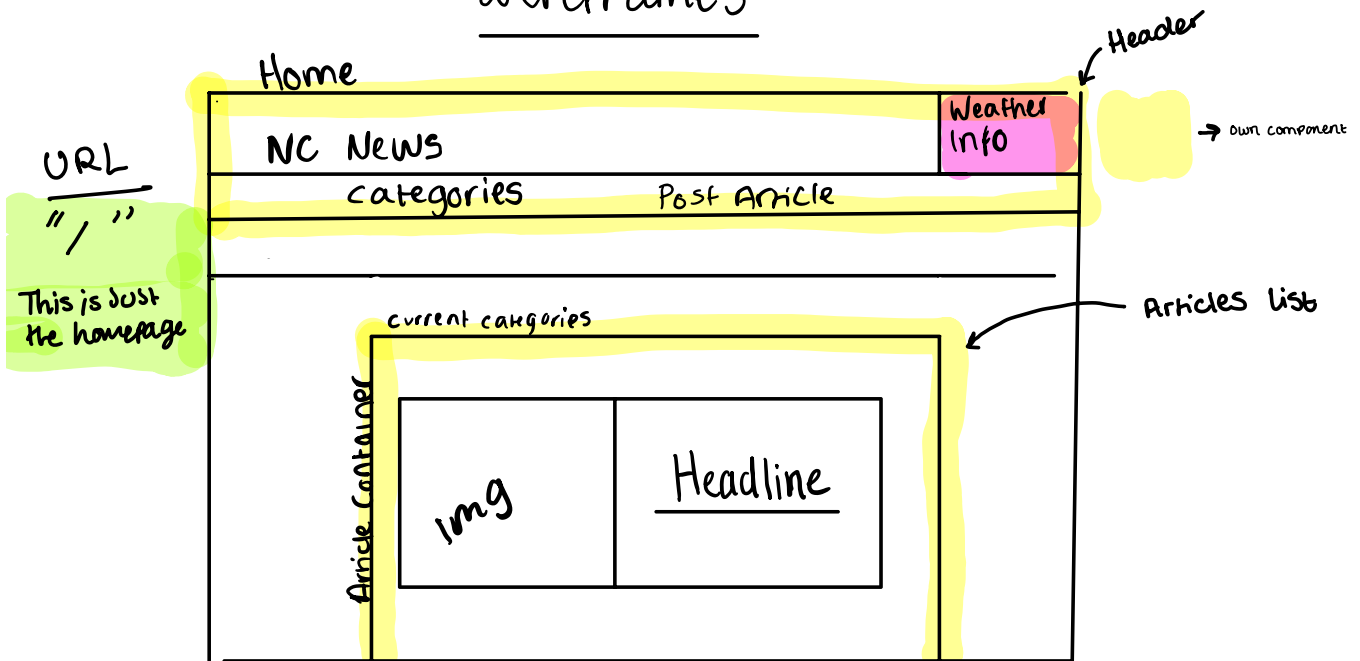 Wireframes
Header
Home
Weather
Info
→ own component
NC News
URL
"/"
categories
Post Article
This is Just
the homepage
Articles list
current categories
Article Container
img
Headline